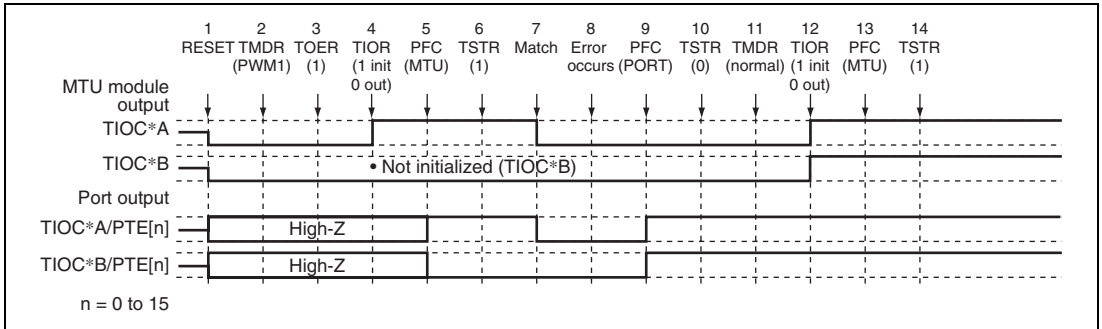 1 2 3 4 5 6 7 8 9 10 11 12 13 14
RESET TMDR TOER TIOR PFC TSTR Match Error PFC TSTR TMDR TIOR PFC TSTR
(PWM1) (1) (1 init (MTU) (1) occurs (PORT) (0) (normal) (1 init (MTU) (1)
0 out) 0 out)
MTU module
output
TIOC*A
TIOC*B
• Not initialized (TIOC*B)
Port output
TIOC*A/PTE[n]
High-Z
TIOC*B/PTE[n]
High-Z
n = 0 to 15